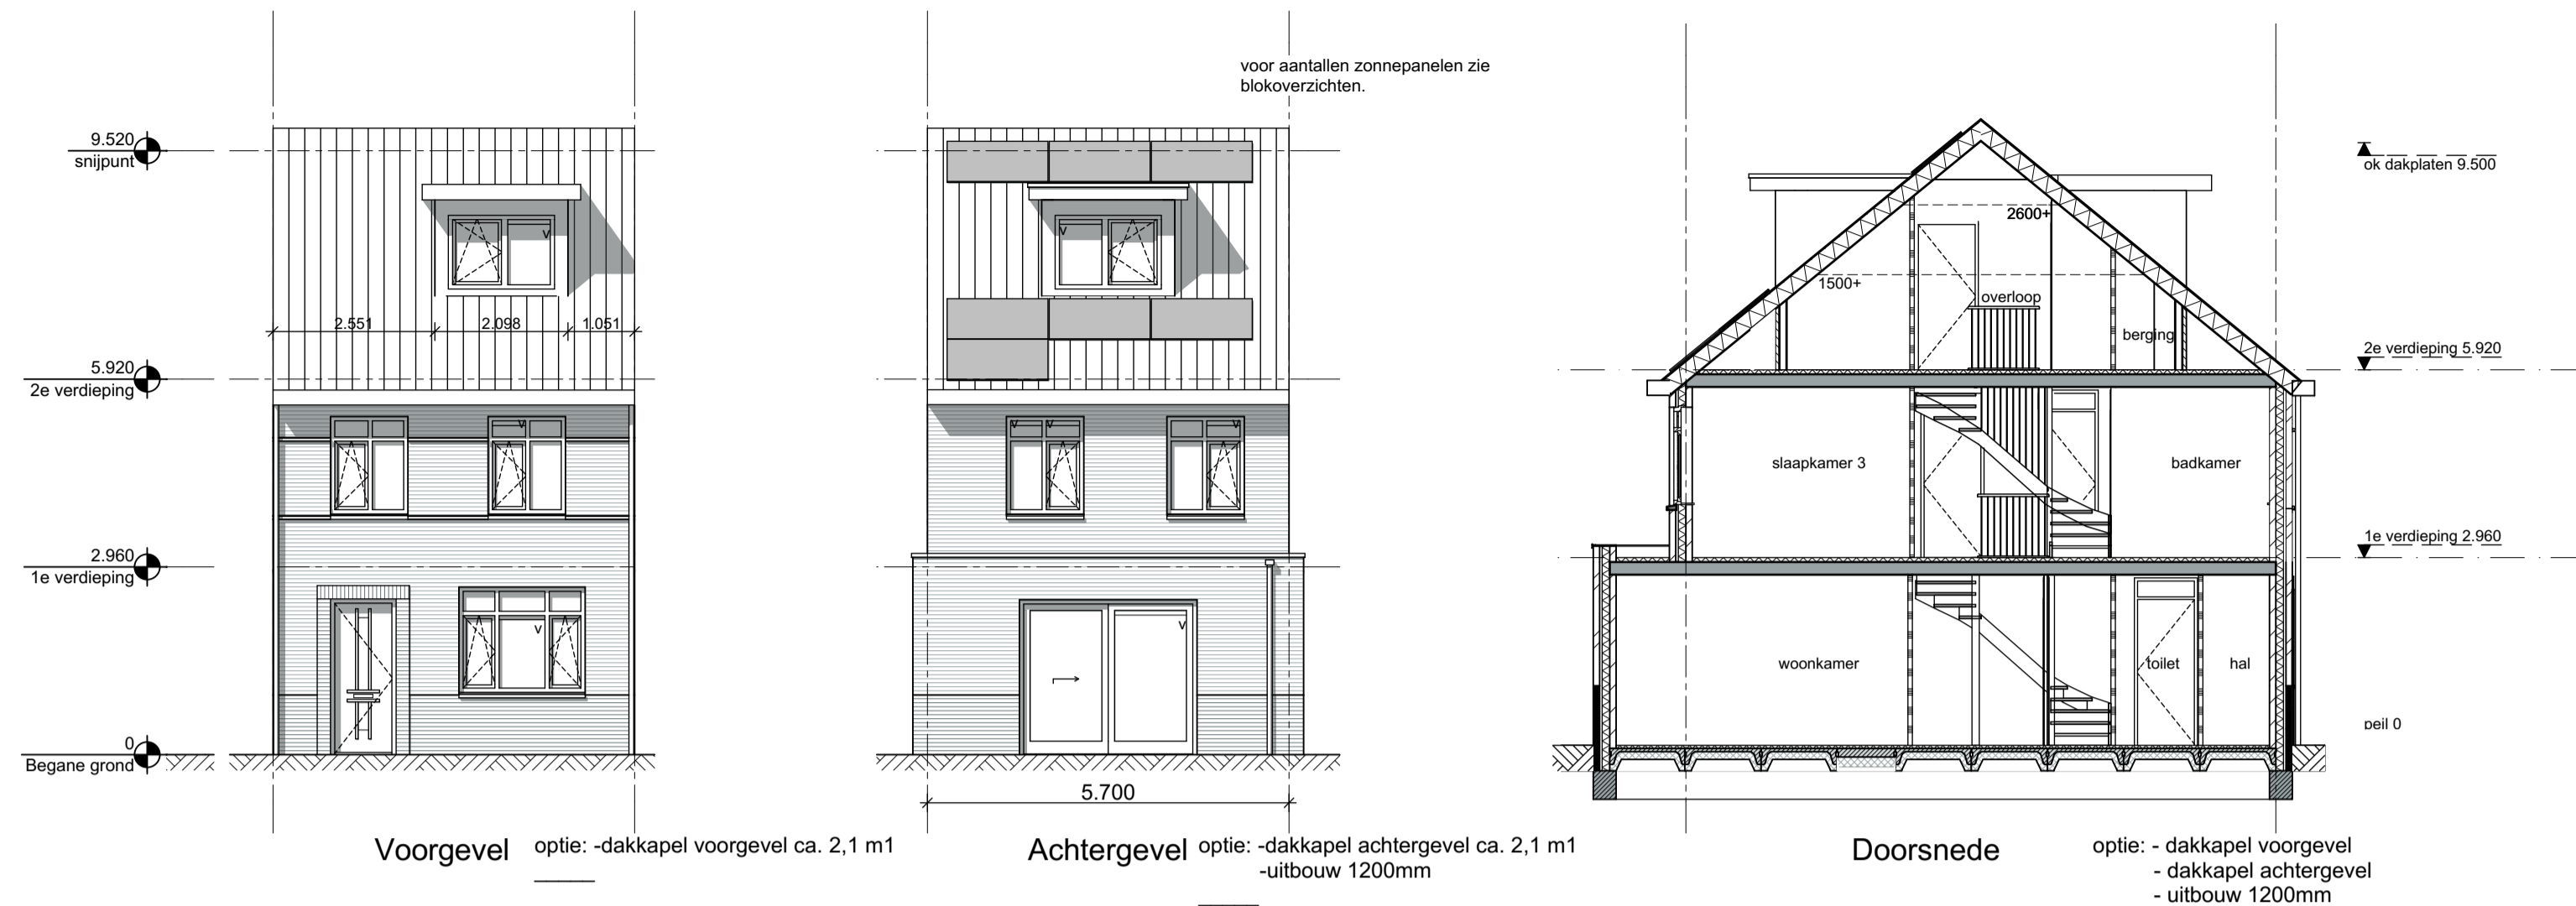 voor aantallen zonnepanelen zie
blokoverzichten.
9.520
snijpunt
5.920
2e verdieping
2.960
1e verdieping
0
Begane grond
2.551
2.098
1.051
v
v
v
Voorgevel
optie: -dakkapel voorgevel ca. 2,1 m1
v
v
v
v
v
5.700
Achtergevel
optie: -dakkapel achtergevel ca. 2,1 m1
-uitbouw 1200mm
2600+
1500+
overloop
berging
slaapkamer 3
badkamer
woonkamer
toilet
hal
ok dakplaten 9.500
2e verdieping 5.920
1e verdieping 2.960
peil 0
Doorsnede
optie: - dakkapel voorgevel
- dakkapel achtergevel
- uitbouw 1200mm